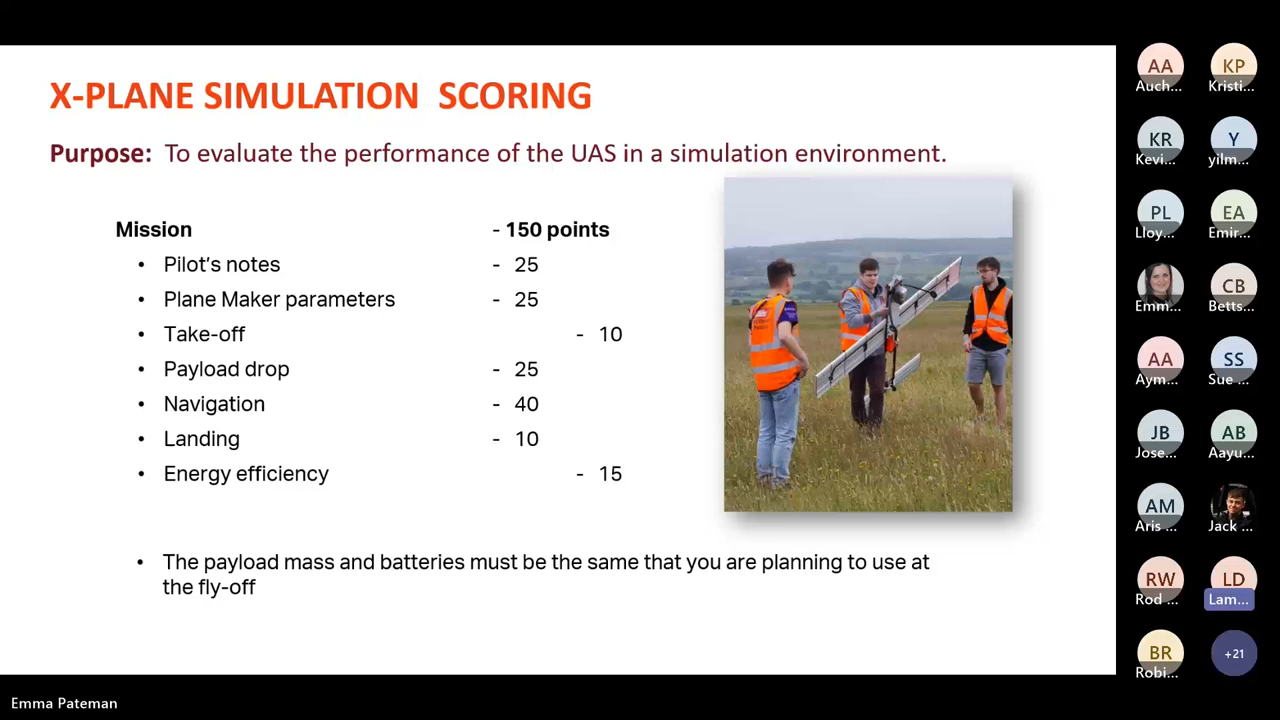 X-PLANE SIMULATION SCORING
Purpose: To evaluate the performance of the UAS in a simulation environment.
Mission - 150 points
• Pilot's notes - 25
• Plane Maker parameters - 25
• Take-off - 10
• Payload drop - 25
• Navigation - 40
• Landing - 10
• Energy efficiency - 15
• The payload mass and batteries must be the same that you are planning to use at
the fly-off
AA KP
Auch... Kristi...
KR Y
Kevi... yilm...
PL EA
Lloy... Emir...
CB
Emm... Betts...
AA SS
Aym... Sue ...
JB AB
Jose... Aayu...
AM
Aris ... Jack ...
RW LD
Rod ... Lam...
BR +21
Robi...
Emma Pateman